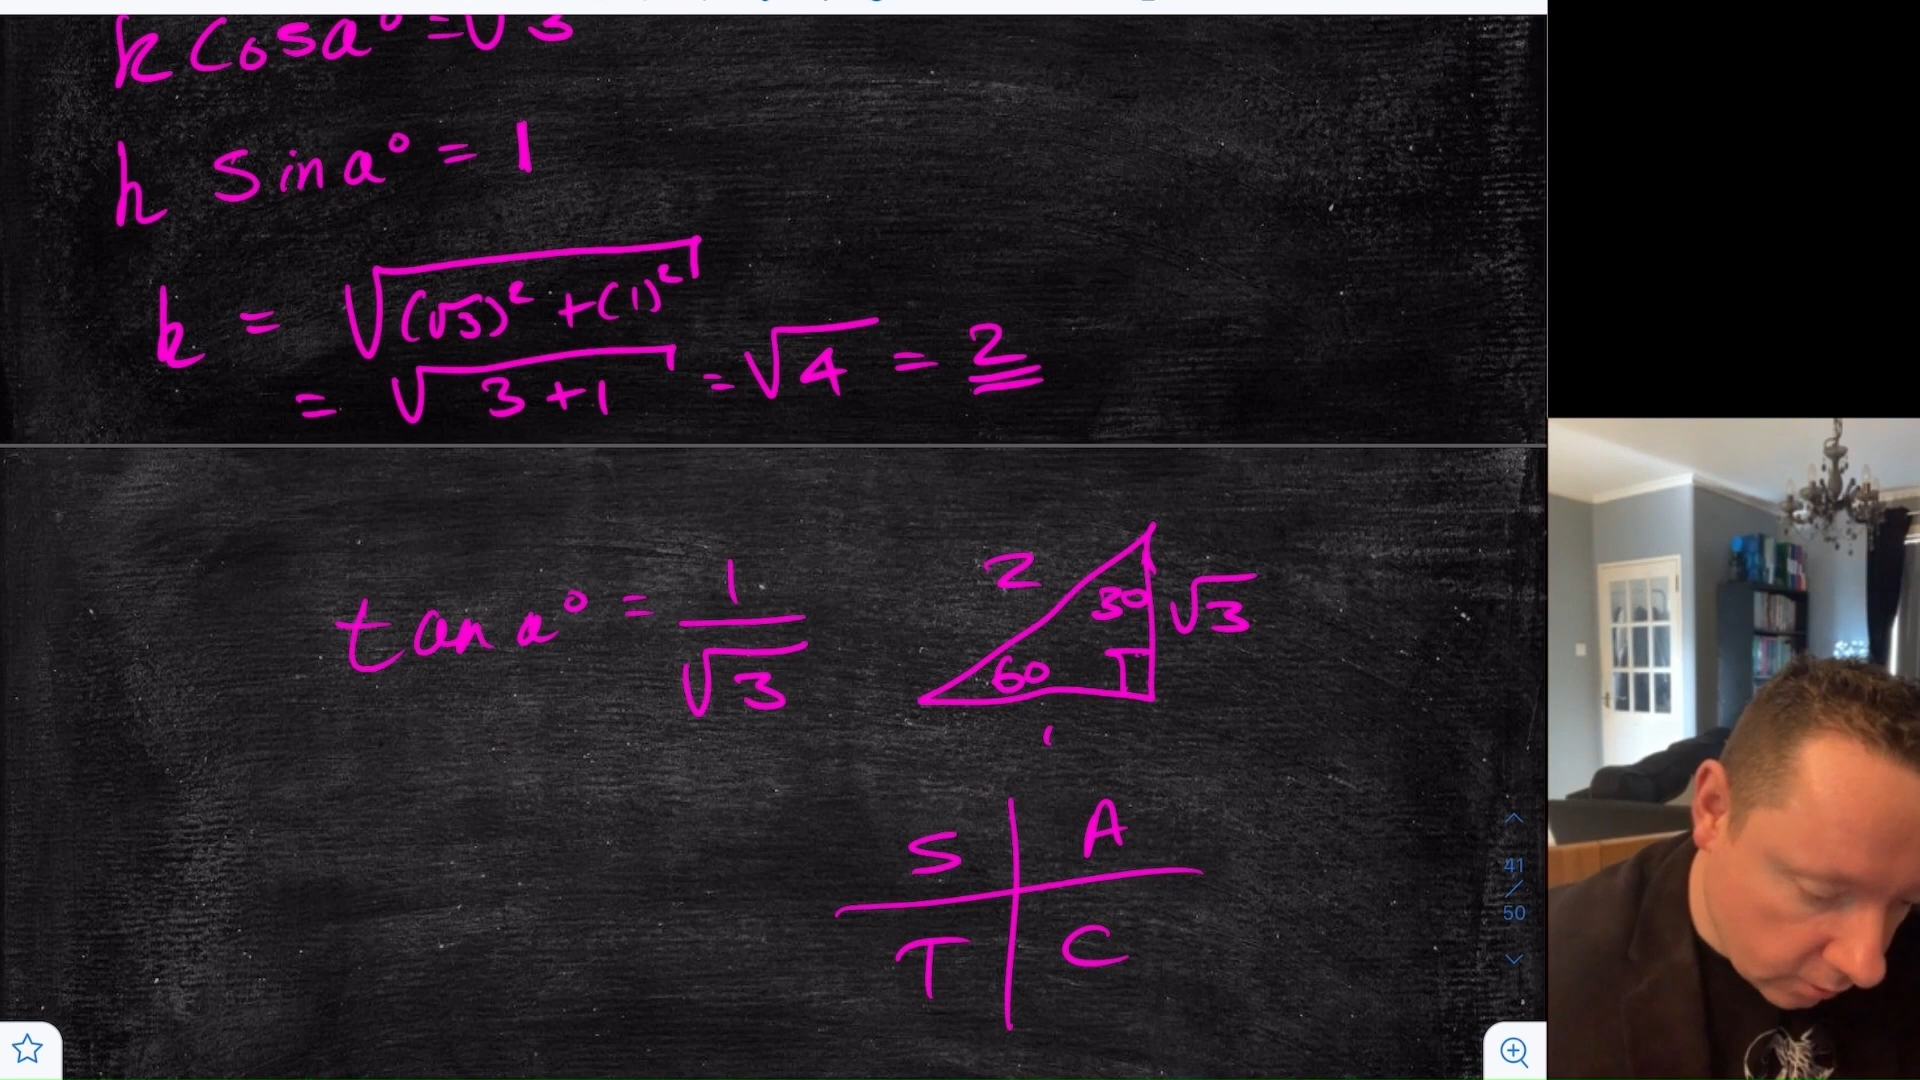 k cos a° = √3
k sin a° = 1
k = √(√3)² + (1)²
= √3+1 = √4 = 2
tan a° = 1/√3
2 30 √3
60
1
S A
T C
41
/
50